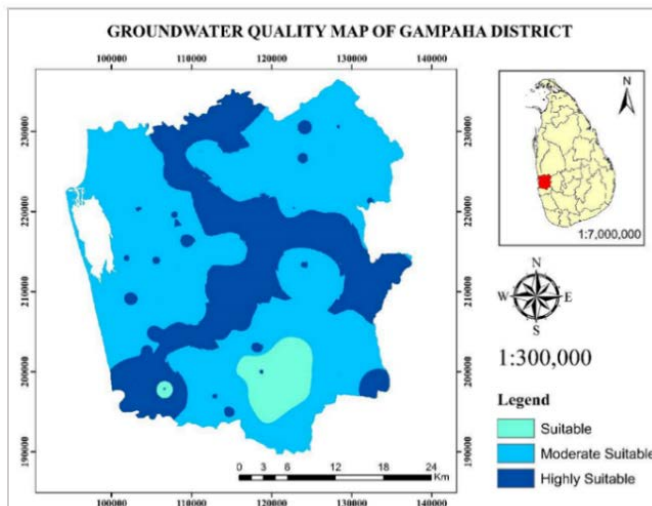 GROUNDWATER QUALITY MAP OF GAMPAHA DISTRICT
100000 110000 120000 130000 140000
230000
220000
210000
200000
190000
230000
220000
210000
200000
190000
0 3 6 12 18 24
Km
100000 110000 120000 130000 140000
N
1:7,000,000
N
W E
S
1:300,000
Legend
Suitable
Moderate Suitable
Highly Suitable